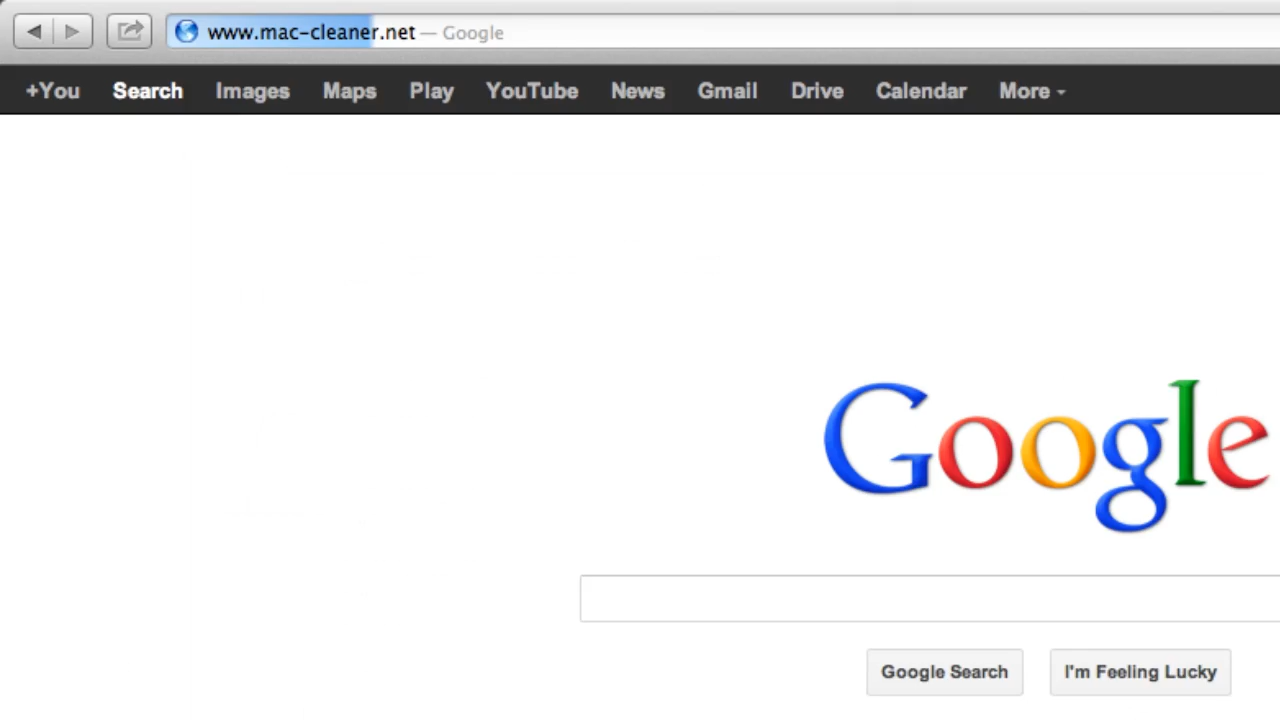 www.mac-cleaner.net — Google
+You Search Images Maps Play YouTube News Gmail Drive Calendar More
Google
Google Search I'm Feeling Lucky